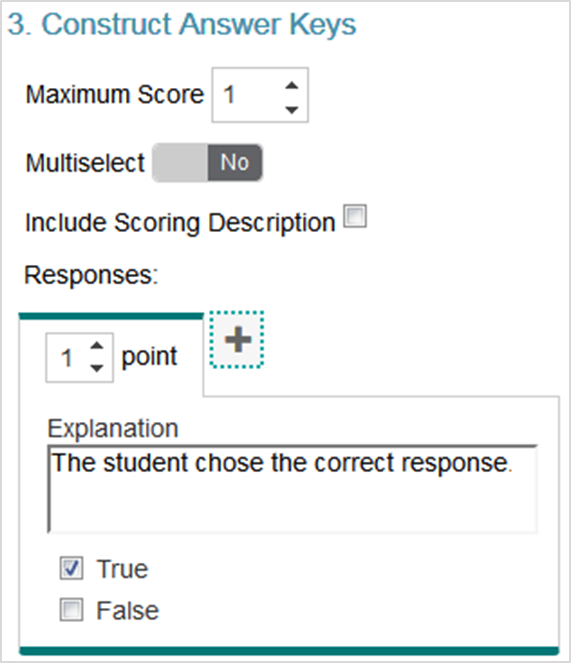 3. Construct Answer Keys
Maximum Score 1
Multiselect No
Include Scoring Description
Responses:
1 point +
Explanation
The student chose the correct response.
True
False